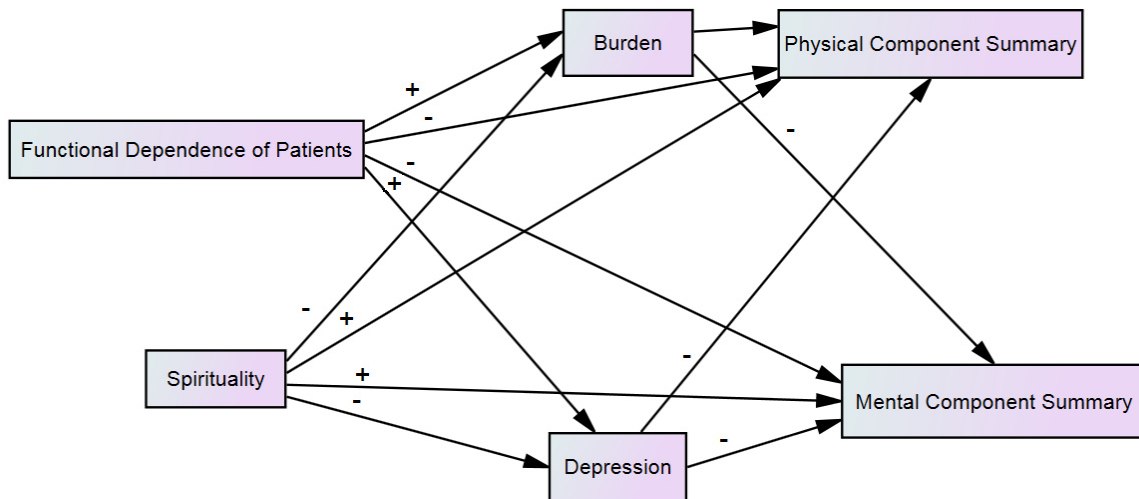 Burden
Physical Component Summary
+
-
Functional Dependence of Patients
-
-
+
-
+
Spirituality
+
-
-
Mental Component Summary
-
Depression